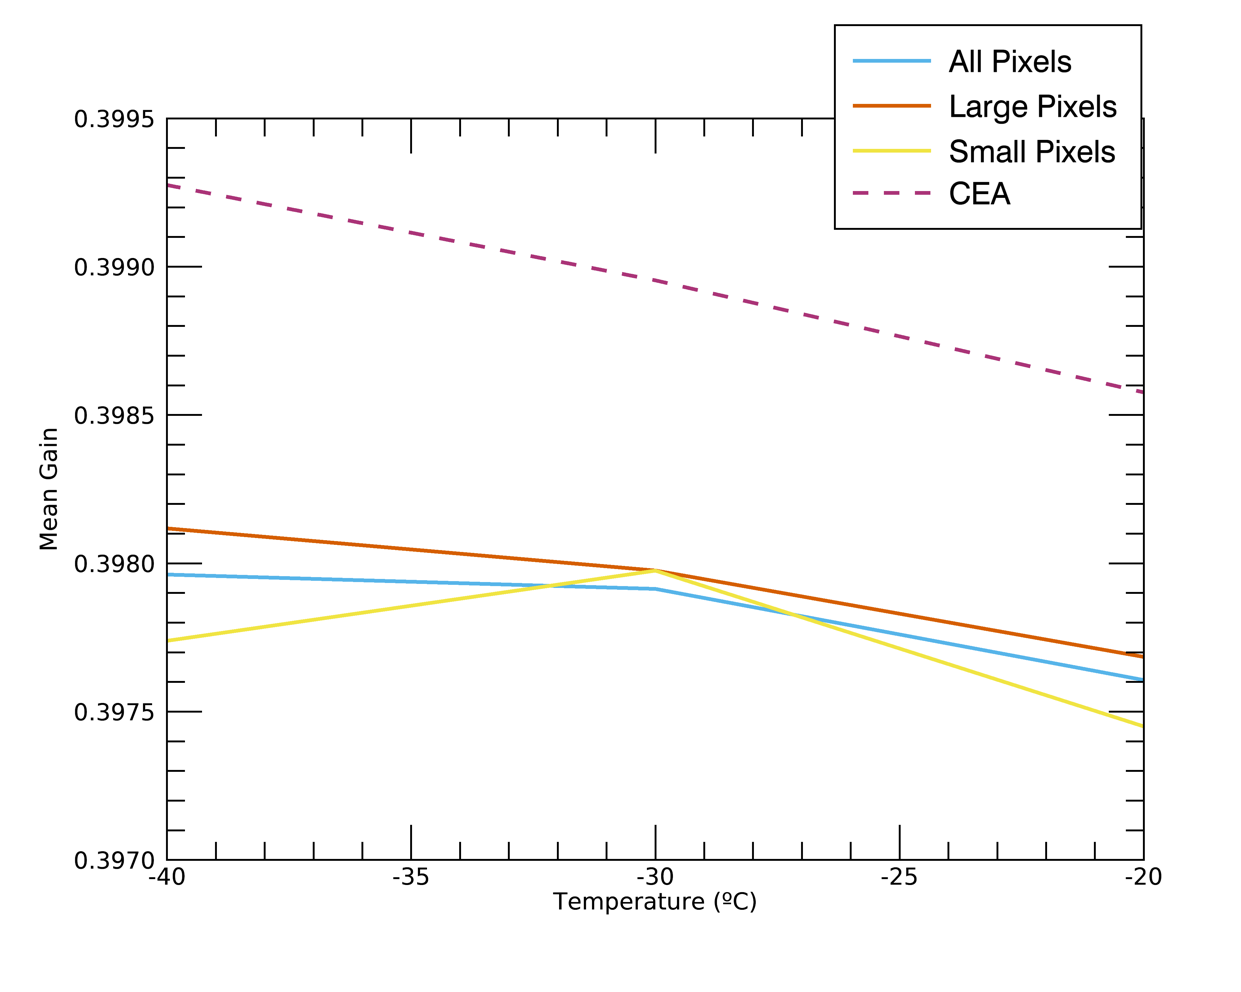 All Pixels
Large Pixels
Small Pixels
CEA
0.3995
0.3990
0.3985
0.3980
0.3975
0.3970
Mean Gain
-40 -35 -30 -25 -20
Temperature (ºC)